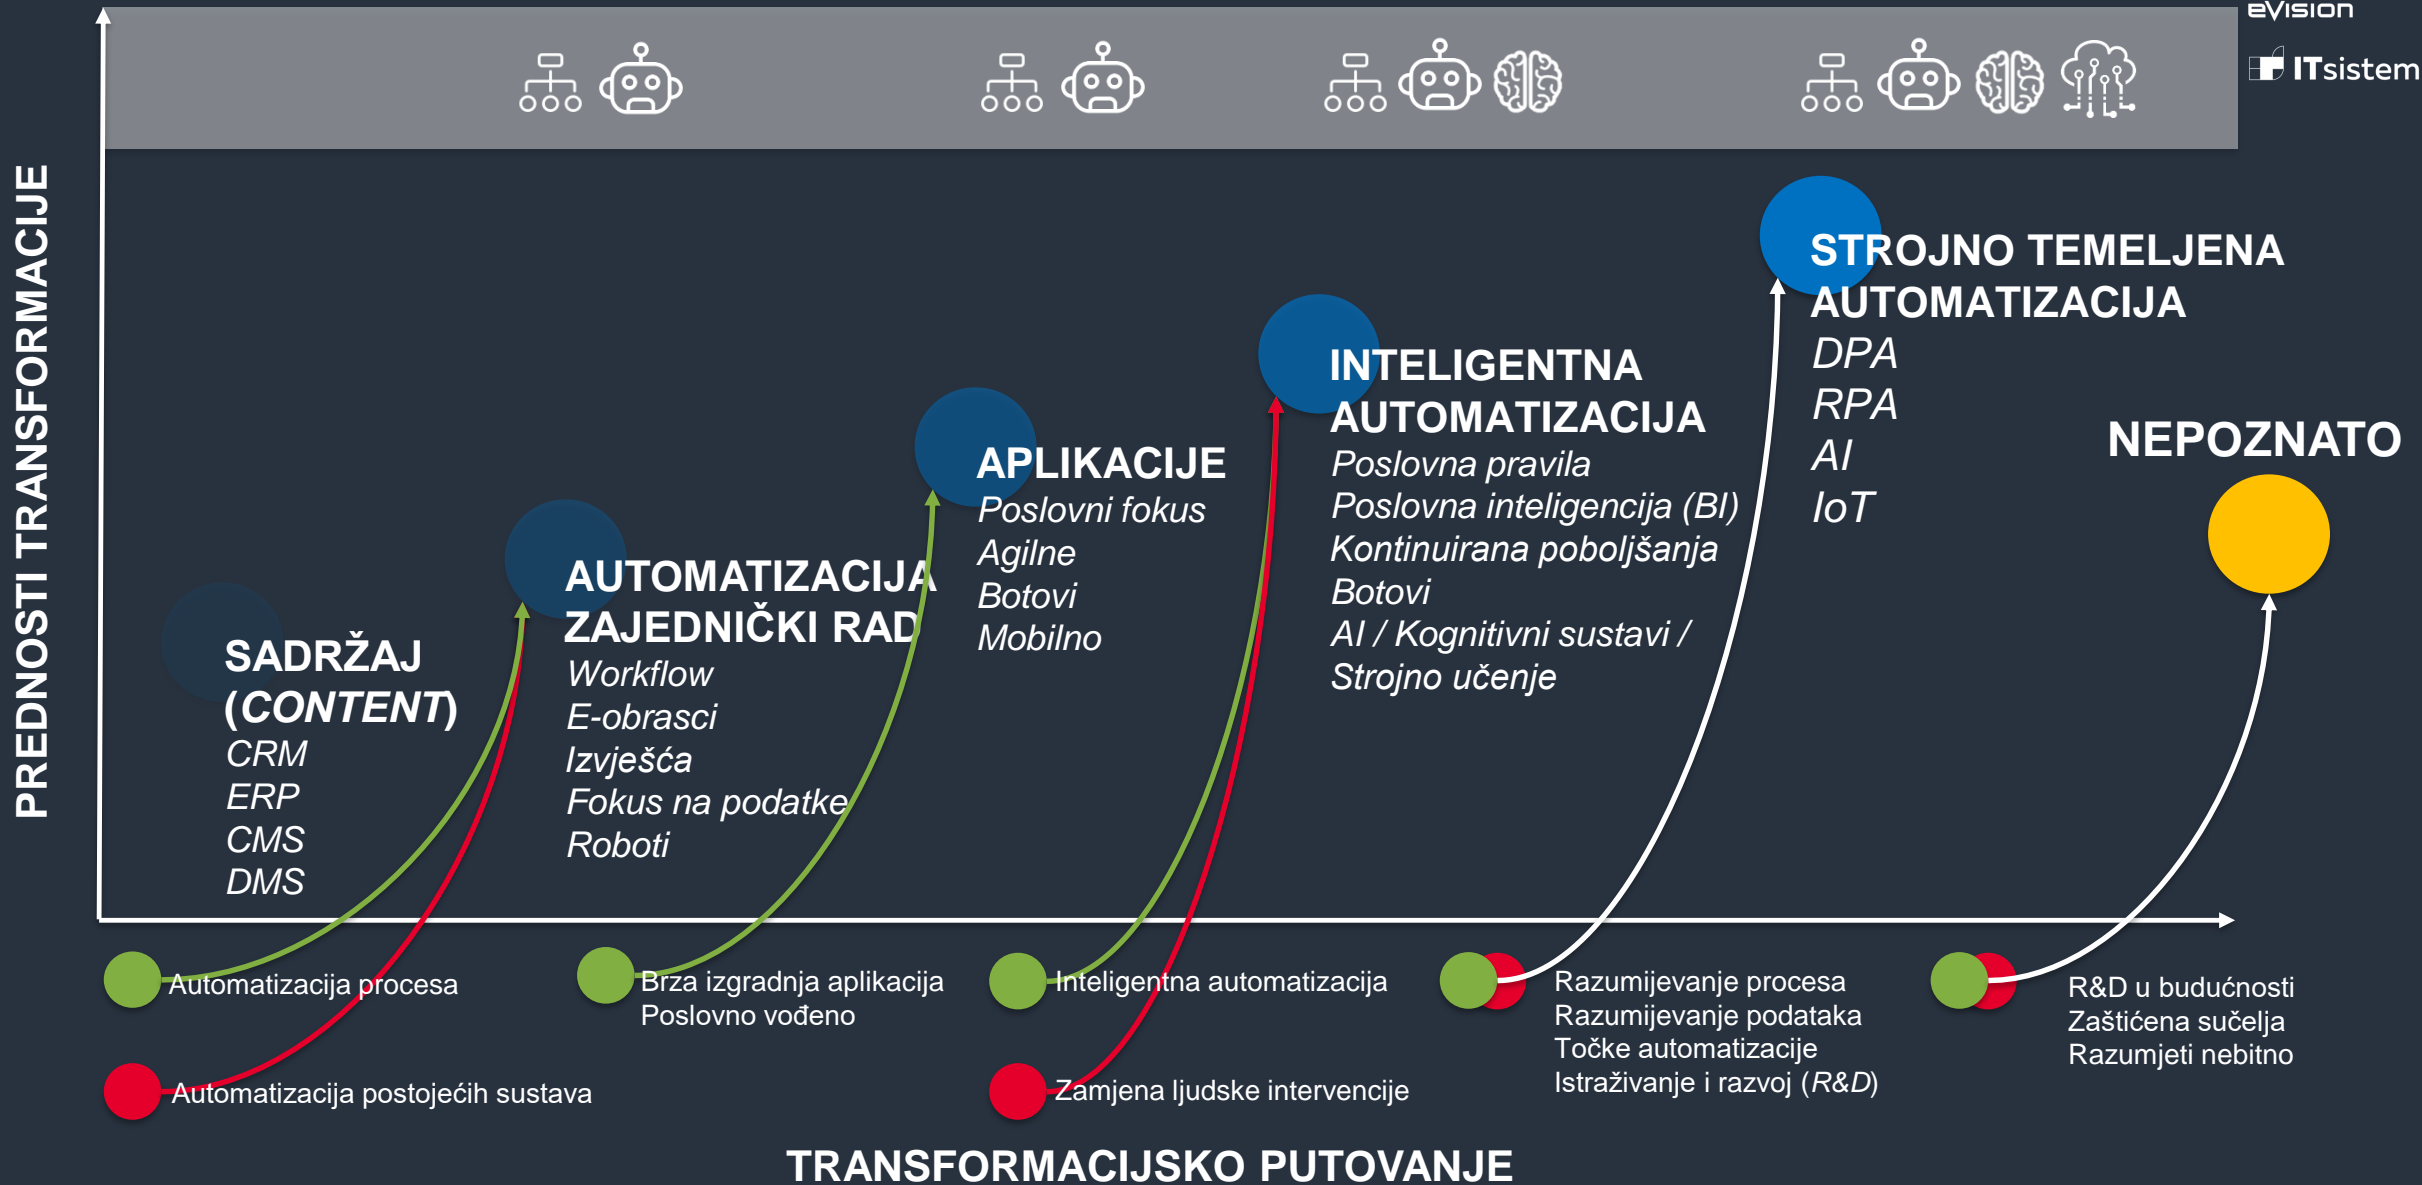 eVision
ITsistem
PREDNOSTI TRANSFORMACIJE
SADRŽAJ
(CONTENT)
CRM
ERP
CMS
DMS
AUTOMATIZACIJA
ZAJEDNIČKI RAD
Workflow
E-obrasci
Izvješća
Fokus na podatke
Roboti
APLIKACIJE
Poslovni fokus
Agilne
Botovi
Mobilno
INTELIGENTNA
AUTOMATIZACIJA
Poslovna pravila
Poslovna inteligencija (BI)
Kontinuirana poboljšanja
Botovi
AI / Kognitivni sustavi /
Strojno učenje
STROJNO TEMELJENA
AUTOMATIZACIJA
DPA
RPA
AI
IoT
NEPOZNATO
Automatizacija procesa
Automatizacija postojećih sustava
Brza izgradnja aplikacija
Poslovno vođeno
Inteligentna automatizacija
Zamjena ljudske intervencije
Razumijevanje procesa
Razumijevanje podataka
Točke automatizacije
Istraživanje i razvoj (R&D)
R&D u budućnosti
Zaštićena sučelja
Razumjeti nebitno
TRANSFORMACIJSKO PUTOVANJE